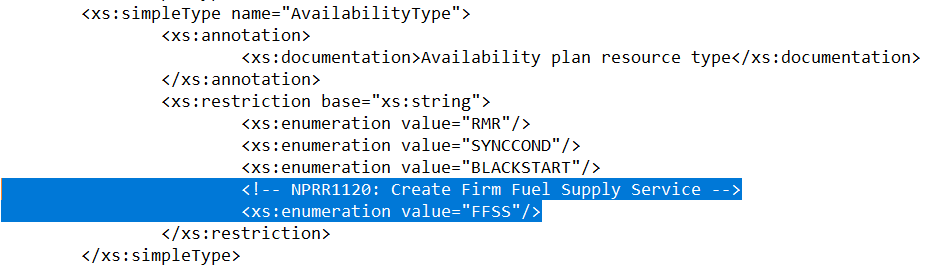 <xs:simpleType name="AvailabilityType">
<xs:annotation>
<xs:documentation>Availability plan resource type</xs:documentation>
</xs:annotation>
<xs:restriction base="xs:string">
<xs:enumeration value="RMR"/>
<xs:enumeration value="SYNCCOND"/>
<xs:enumeration value="BLACKSTART"/>
<!-- NPRR1120: Create Firm Fuel Supply Service -->
<xs:enumeration value="FFSS"/>
</xs:restriction>
</xs:simpleType>